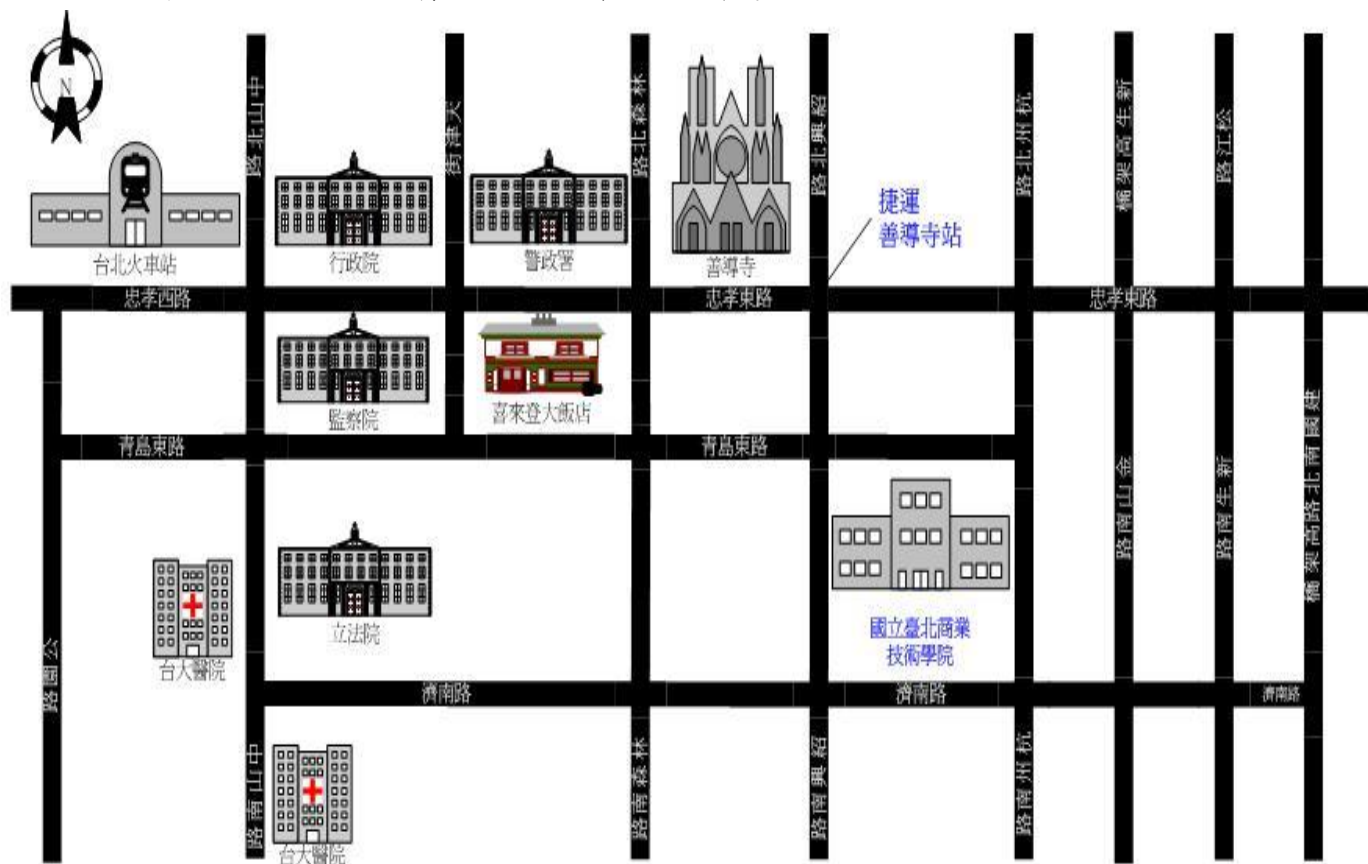 N
中山北路
天津街
林森北路
紹興北路
杭州北路
新生高架橋
松江路
捷運
善導寺站
台北火車站
行政院
警政署
善導寺
忠孝西路
忠孝東路
忠孝東路
監察院
喜來登大飯店
青島東路
青島東路
金山南路
新生南路
建國南北路高架橋
立法院
國立臺北商業
技術學院
台大醫院
公園路
濟南路
濟南路
濟南路
中山南路
林森南路
紹興南路
杭州南路
台大醫院